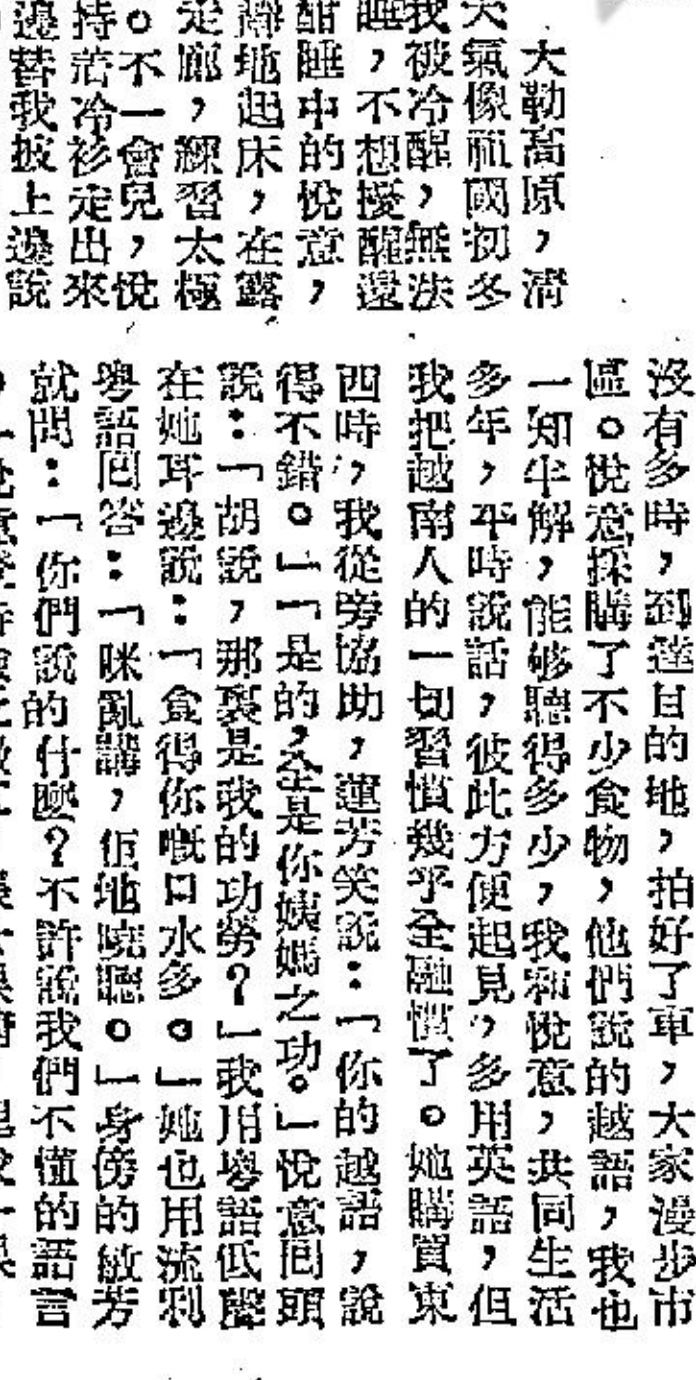 大勒高原，清
天氣像祖國初冬
我被冷醒，無法
睡，不想擾醒還
酣睡中的悅意，
靜地起床，在露
走廊，練習太極
。不一會兒，悅
持言冷衫走出來
邊替我披上邊說
沒有多時，到達目的地，拍好了車，大家漫步市
區。悅意採購了不少食物，他們說的越語，我也
一知半解，能够聽得多少，我和悅意，共同生活
多年，平時說話，彼此方便起見，多用英語，但
我把越南人的一切習慣幾乎全融慣了。她購買東
西時，我從旁協助，蓮芳笑說：「你的越語，說
得不錯。」「是的，全是你姨媽之功。」悅意囘頭
說：「胡說，那裏是我的功勞？」我用粵語低聲
在她耳邊說：「食得你嘅口水多。」她也用流利
粵語囘答：「咪亂講，佢地曉聽。」身傍的敏芳
就問：「你們說的什麼？不許說我們不懂的語言